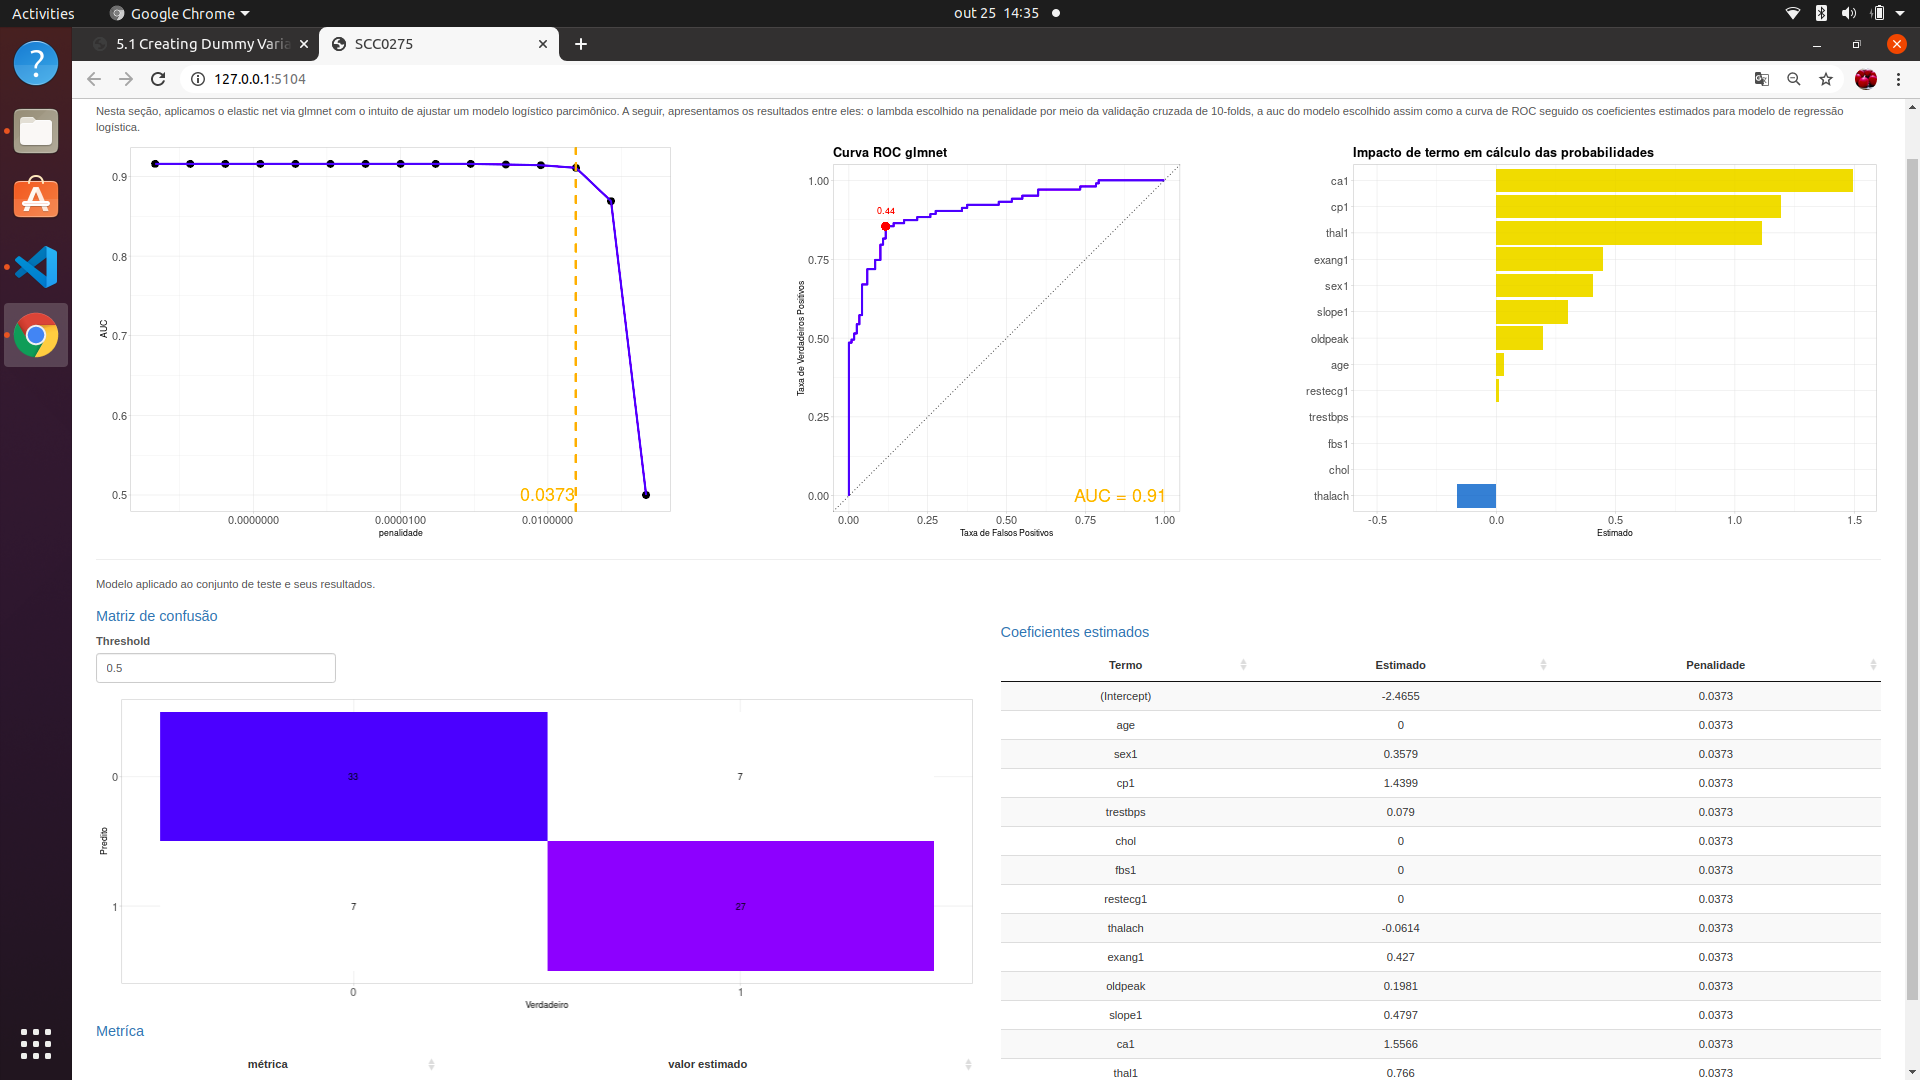 Activities
Google Chrome
out 25 14:35
5.1 Creating Dummy Varia
SCC0275
127.0.0.1:5104
Nesta seção, aplicamos o elastic net via glmnet com o intuito de ajustar um modelo logístico parcimônico. A seguir, apresentamos os resultados entre eles: o lambda escolhido na penalidade por meio da validação cruzada de 10-folds, a auc do modelo escolhido assim como a curva de ROC seguido os coeficientes estimados para modelo de regressão
logística.
0.9
0.8
0.7
0.6
0.5
AUC
0.0373
0.0000000 0.0000100 0.0100000
penalidade
Curva ROC glmnet
1.00
0.75
0.50
0.25
0.00
Taxa de Verdadeiros Positivos
0.44
AUC = 0.91
0.00 0.25 0.50 0.75 1.00
Taxa de Falsos Positivos
Impacto de termo em cálculo das probabilidades
ca1
cp1
thal1
exang1
sex1
slope1
oldpeak
age
restecg1
trestbps
fbs1
chol
thalach
-0.5 0.0 0.5 1.0 1.5
Estimado
Modelo aplicado ao conjunto de teste e seus resultados.
Matriz de confusão
Threshold
0.5
Predito
0 33 7
1 7 27
0 1
Verdadeiro
Metríca
métrica valor estimado
Coeficientes estimados
Termo Estimado Penalidade
(Intercept) -2.4655 0.0373
age 0 0.0373
sex1 0.3579 0.0373
cp1 1.4399 0.0373
trestbps 0.079 0.0373
chol 0 0.0373
fbs1 0 0.0373
restecg1 0 0.0373
thalach -0.0614 0.0373
exang1 0.427 0.0373
oldpeak 0.1981 0.0373
slope1 0.4797 0.0373
ca1 1.5566 0.0373
thal1 0.766 0.0373